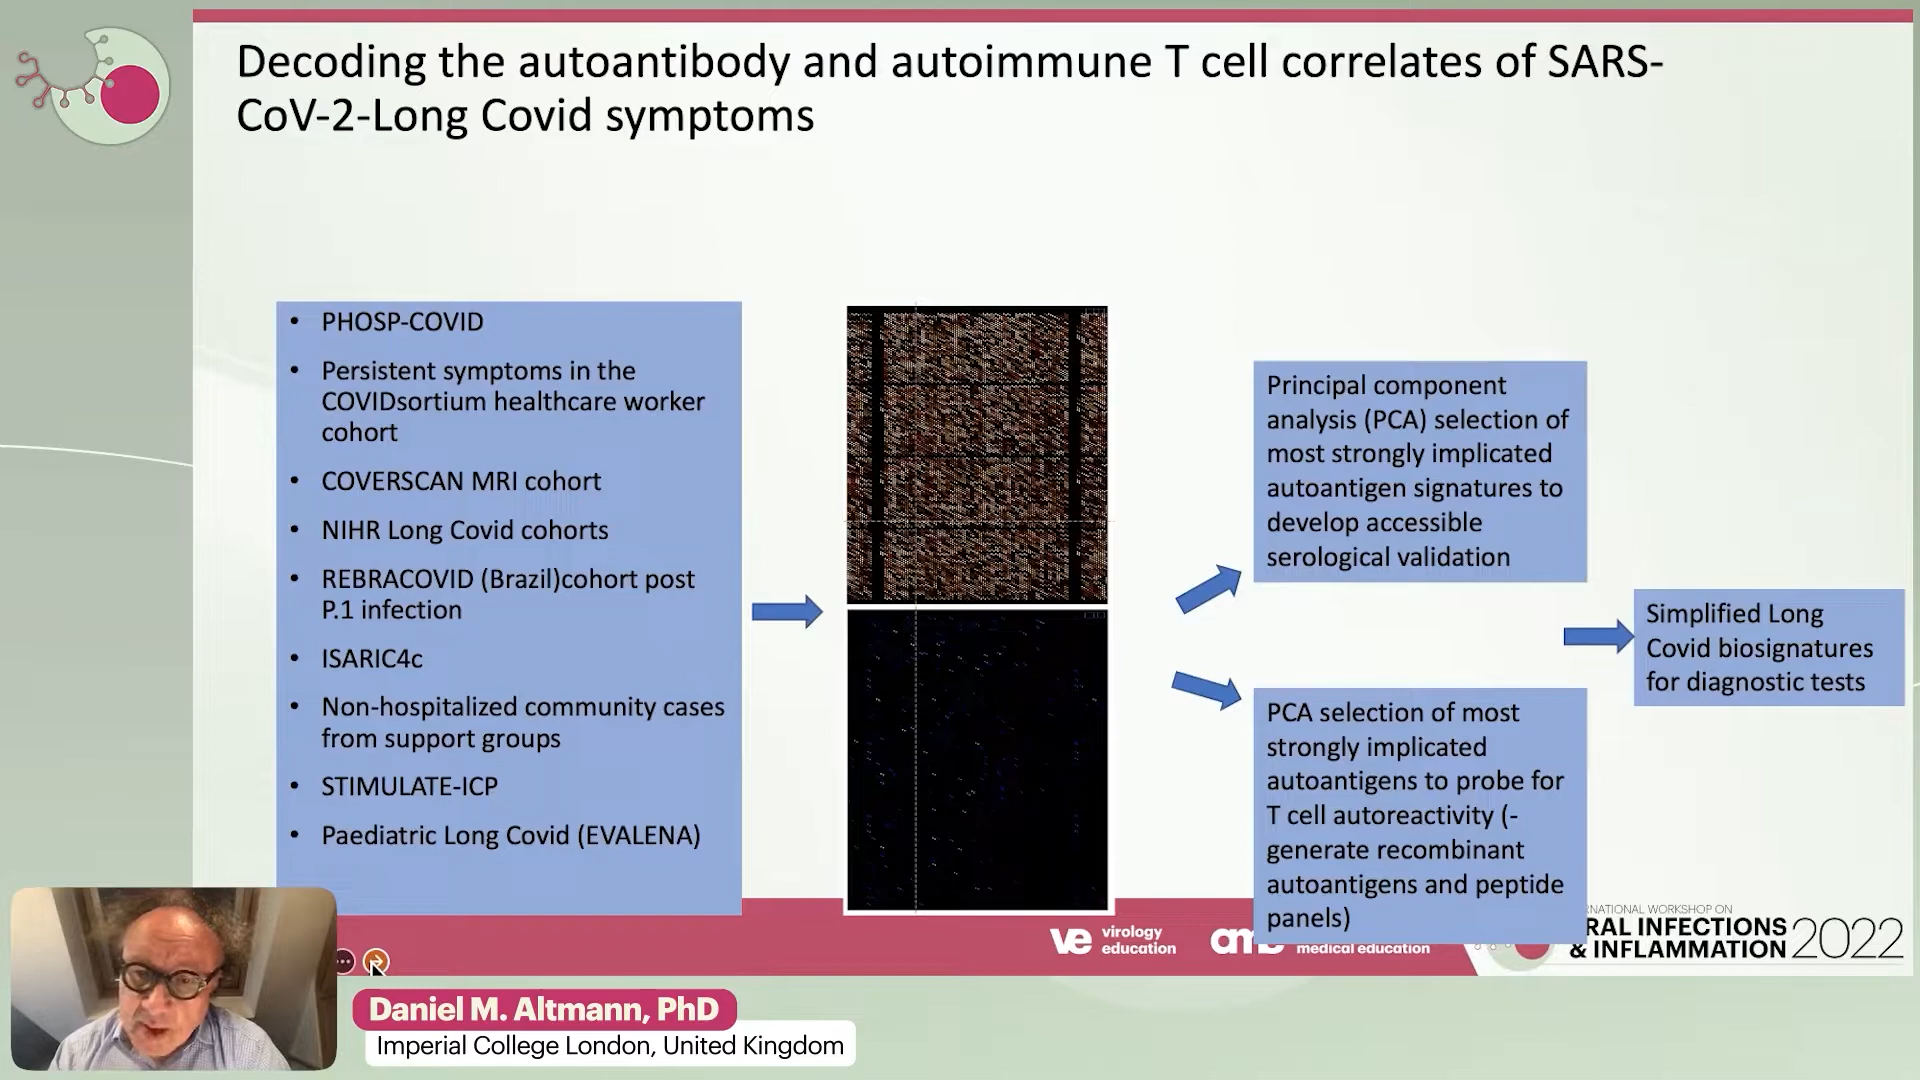 Decoding the autoantibody and autoimmune T cell correlates of SARS-
CoV-2-Long Covid symptoms
• PHOSP-COVID
• Persistent symptoms in the
COVIDsortium healthcare worker
cohort
• COVERSCAN MRI cohort
• NIHR Long Covid cohorts
• REBRACOVID (Brazil)cohort post
P.1 infection
• ISARIC4c
• Non-hospitalized community cases
from support groups
• STIMULATE-ICP
• Paediatric Long Covid (EVALENA)
Principal component
analysis (PCA) selection of
most strongly implicated
autoantigen signatures to
develop accessible
serological validation
PCA selection of most
strongly implicated
autoantigens to probe for
T cell autoreactivity (-
generate recombinant
autoantigens and peptide
panels)
Simplified Long
Covid biosignatures
for diagnostic tests
ve virology
education
medical education
WORKSHOP ON
INFECTIONS
& INFLAMMATION 2022
Daniel M. Altmann, PhD
Imperial College London, United Kingdom